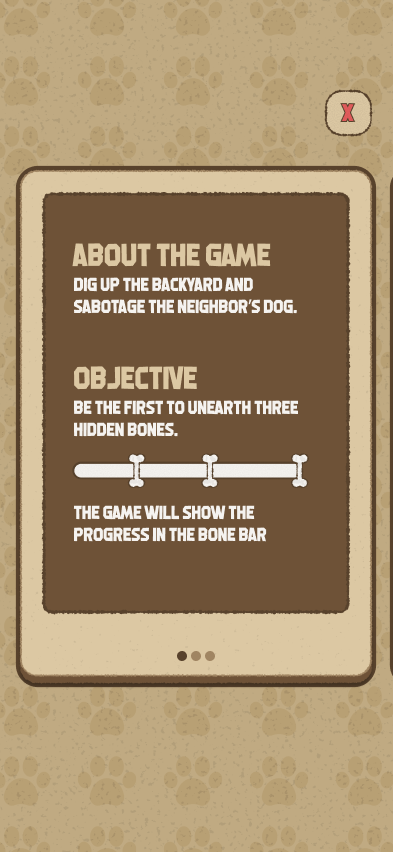 X
ABOUT THE GAME
DIG UP THE BACKYARD AND
SABOTAGE THE NEIGHBOR'S DOG.
OBJECTIVE
BE THE FIRST TO UNEARTH THREE
HIDDEN BONES.
THE GAME WILL SHOW THE
PROGRESS IN THE BONE BAR